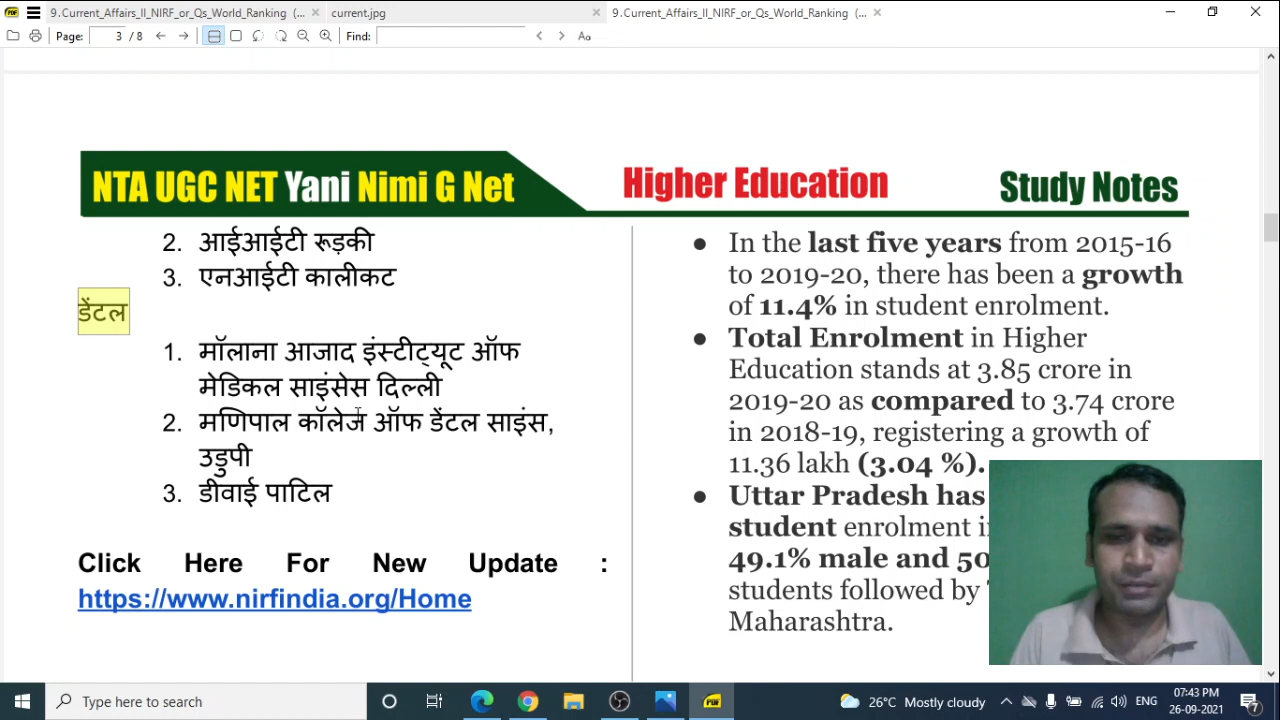 9.Current_Affairs_II_NIRF_or_Qs_World_Ranking (...
current.jpg
9.Current_Affairs_II_NIRF_or_Qs_World_Ranking (...
Page: 3 / 8
Find:
Aa
NTA UGC NET Yani Nimi G Net
Higher Education
Study Notes
2. आईआईटी रूड़की
3. एनआईटी कालीकट
डेंटल
1. मॉलाना आजाद इंस्टीट्यूट ऑफ
मेडिकल साइंसेस दिल्ली
2. मणिपाल कॉलेज ऑफ डेंटल साइंस,
उडुपी
3. डीवाई पाटिल
Click Here For New Update :
https://www.nirfindia.org/Home
● In the last five years from 2015-16
to 2019-20, there has been a growth
of 11.4% in student enrolment.
● Total Enrolment in Higher
Education stands at 3.85 crore in
2019-20 as compared to 3.74 crore
in 2018-19, registering a growth of
11.36 lakh (3.04 %).
● Uttar Pradesh has
student enrolment
49.1% male and 50
students followed by
Maharashtra.
Type here to search
26°C Mostly cloudy
ENG
07:43 PM
26-09-2021
7